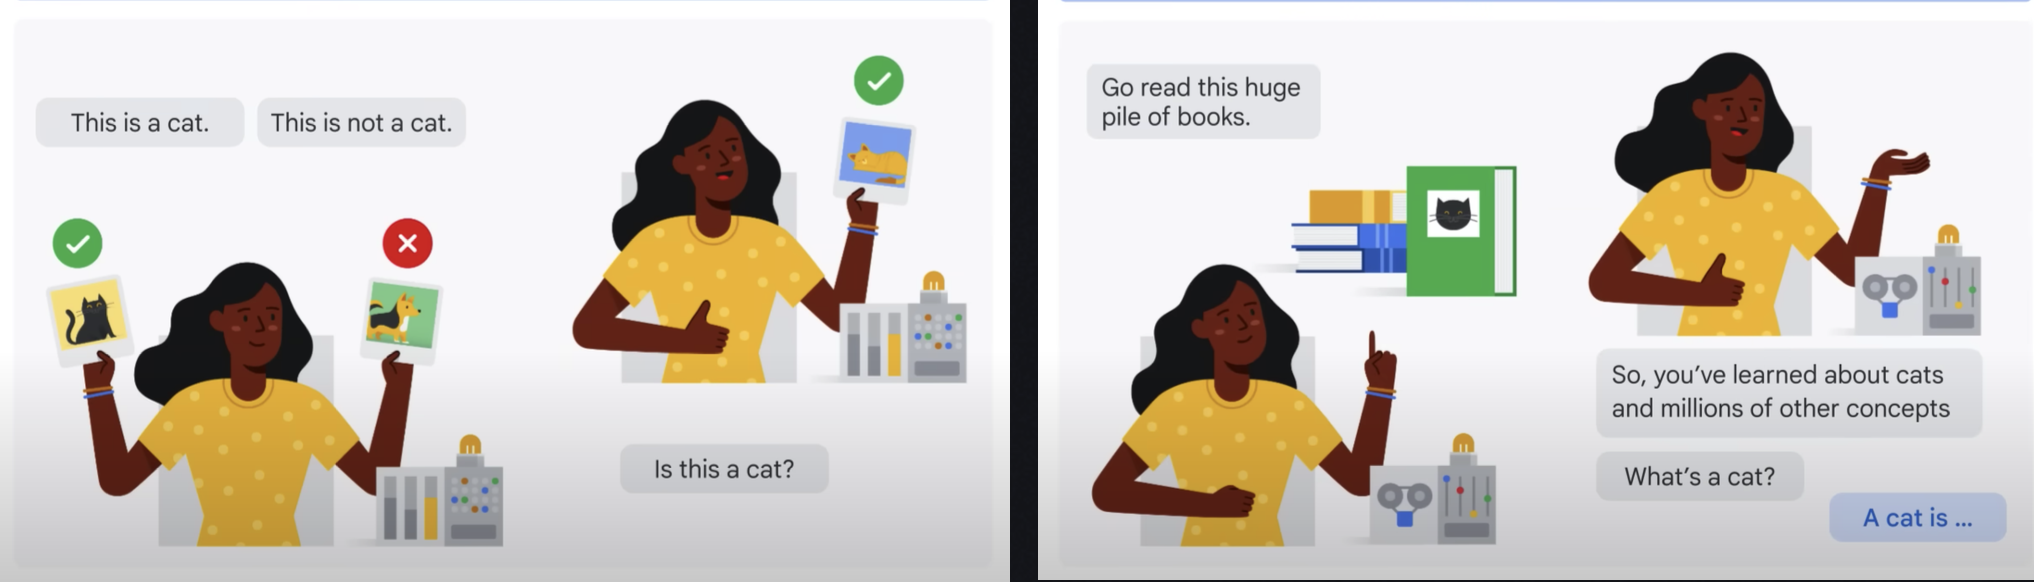 This is a cat.
This is not a cat.
Is this a cat?
Go read this huge
pile of books.
So, you’ve learned about cats
and millions of other concepts
What’s a cat?
A cat is ...